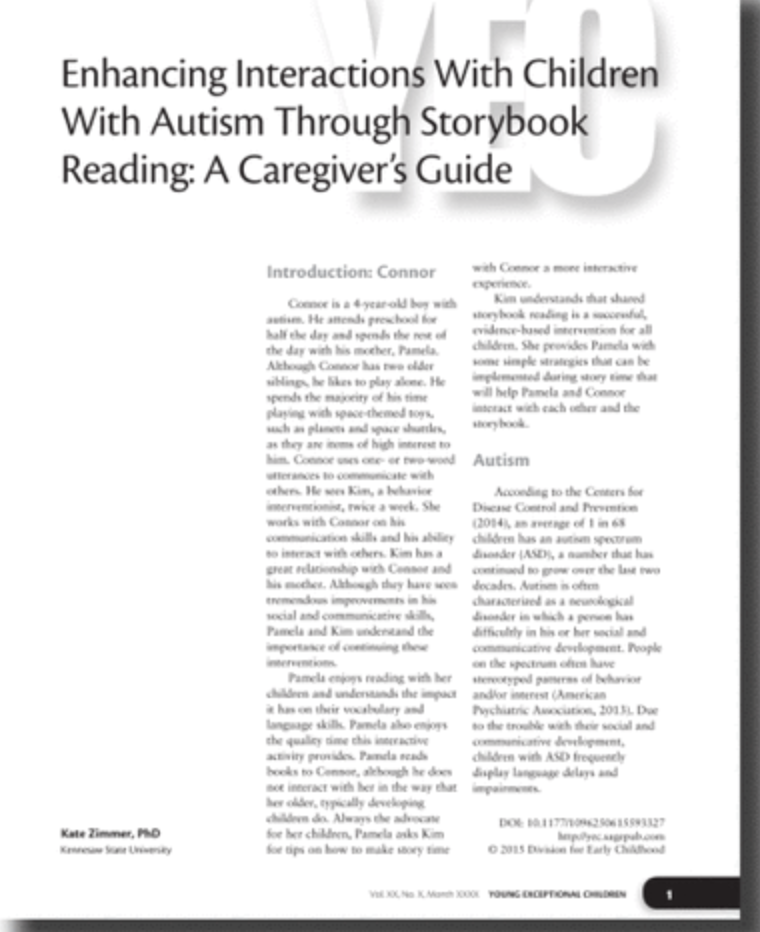 YEC
Enhancing Interactions With Children
With Autism Through Storybook
Reading: A Caregiver's Guide
Introduction: Connor
Connor is a 4-year-old boy with
autism. He attends preschool for
half the day and spends the rest of
the day with his mother, Pamela.
Although Connor has two older
siblings, he likes to play alone. He
spends the majority of his time
playing with space-themed toys,
such as planets and space shuttles,
as they are items of high interest to
him. Connor uses one- or two-word
utterances to communicate with
others. He sees Kim, a behavior
interventionist, twice a week. She
works with Connor on his
communication skills and his ability
to interact with others. Kim has a
great relationship with Connor and
his mother. Although they have seen
tremendous improvements in his
social and communicative skills,
Pamela and Kim understand the
importance of continuing these
interventions.
Pamela enjoys reading with her
children and understands the impact
it has on their vocabulary and
language skills. Pamela also enjoys
the quality time this interactive
activity provides. Pamela reads
books to Connor, although he does
not interact with her in the way that
her older, typically developing
children do. Always the advocate
for her children, Pamela asks Kim
for tips on how to make story time
with Connor a more interactive
experience.
Kim understands that shared
storybook reading is a successful,
evidence-based intervention for all
children. She provides Pamela with
some simple strategies that can be
implemented during story time that
will help Pamela and Connor
interact with each other and the
storybook.
Autism
According to the Centers for
Disease Control and Prevention
(2014), an average of 1 in 68
children has an autism spectrum
disorder (ASD), a number that has
continued to grow over the last two
decades. Autism is often
characterized as a neurological
disorder in which a person has
difficultly in his or her social and
communicative development. People
on the spectrum often have
stereotyped patterns of behavior
and/or interest (American
Psychiatric Association, 2013). Due
to the trouble with their social and
communicative development,
children with ASD frequently
display language delays and
impairments.
Kate Zimmer, PhD
Kennesaw State University
DOI: 10.1177/1096250615593327
http://yec.sagepub.com
© 2015 Division for Early Childhood
Vol. XX, No. X, March XXXX YOUNG EXCEPTIONAL CHILDREN 1